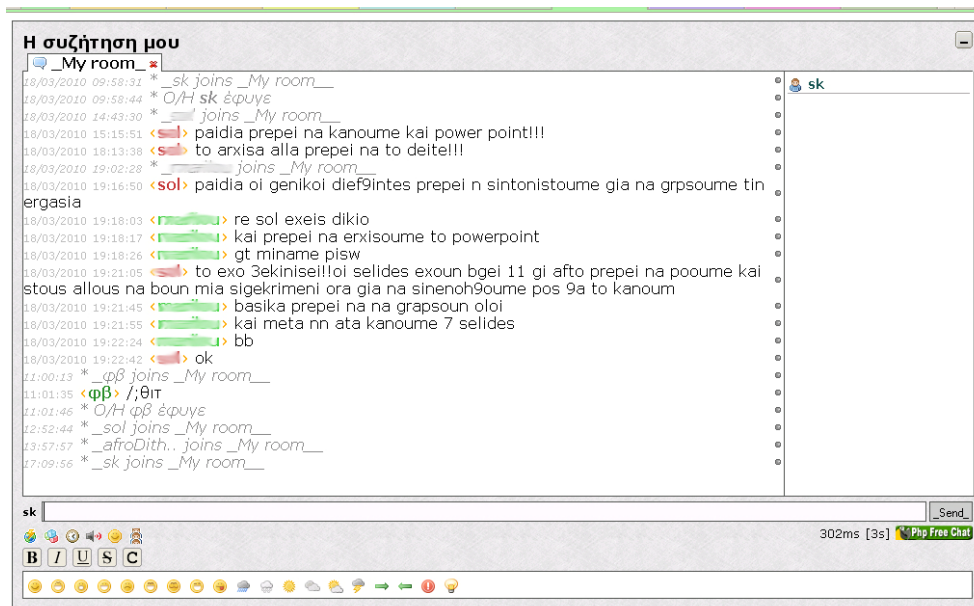 Η συζήτηση μου
_My room_
18/03/2010 09:58:31 * _sk joins _My room__
18/03/2010 09:58:44 * Ο/Η sk έφυγε
18/03/2010 14:43:30 * _ joins _My room__
18/03/2010 15:15:51 <sol> paidia prepei na kanoume kai power point!!!
18/03/2010 18:13:38 < > to arxisa alla prepei na to deite!!!
18/03/2010 19:02:28 * _ joins _My room__
18/03/2010 19:16:50 <sol> paidia oi genikoi dief9intes prepei n sintonistoume gia na grpsoume tin
ergasia
18/03/2010 19:18:03 < > re sol exeis dikio
18/03/2010 19:18:17 < > kai prepei na erxisoume to powerpoint
18/03/2010 19:18:26 < > gt miname pisw
18/03/2010 19:21:05 < > to exo 3ekinisei!!oi selides exoun bgei 11 gi afto prepei na pooume kai
stous allous na boun mia sigekrimeni ora gia na sinenoh9oume pos 9a to kanoum
18/03/2010 19:21:45 < > basika prepei na na grapsoun oloi
18/03/2010 19:21:55 < > kai meta nn ata kanoume 7 selides
18/03/2010 19:22:24 < > bb
18/03/2010 19:22:42 < > ok
11:00:13 * _φβ joins _My room__
11:01:35 <φβ> /;θιτ
11:01:46 * Ο/Η φβ έφυγε
12:52:44 * _sol joins _My room__
13:57:57 * _afroDith.. joins _My room__
17:09:56 * _sk joins _My room__
sk
sk
_Send_
302ms [3s] Php Free Chat
B I U S C